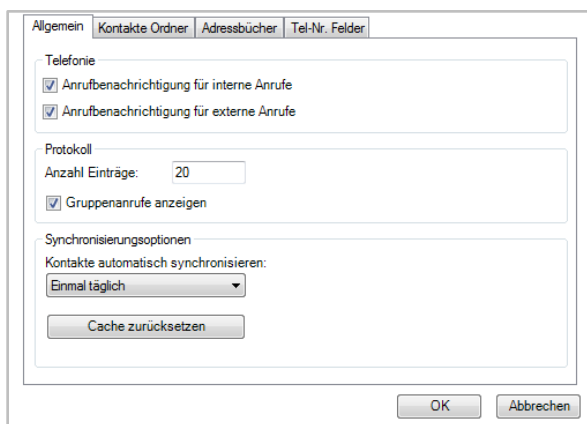 Allgemein Kontakte Ordner Adressbücher Tel-Nr. Felder
Telefonie
Anrufbenachrichtigung für interne Anrufe
Anrufbenachrichtigung für externe Anrufe
Protokoll
Anzahl Einträge: 20
Gruppenanrufe anzeigen
Synchronisierungsoptionen
Kontakte automatisch synchronisieren:
Einmal täglich
Cache zurücksetzen
OK Abbrechen